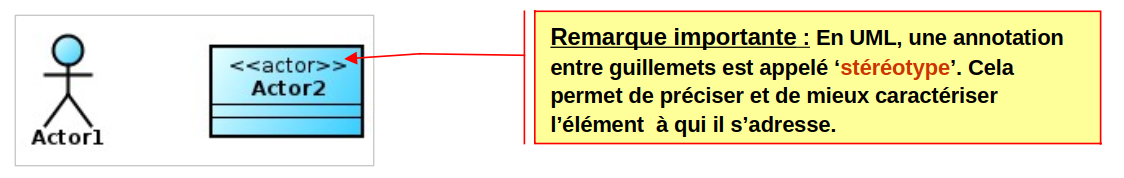 Actor1
<<actor>>
Actor2
Remarque importante : En UML, une annotation
entre guillemets est appelé ‘stéréotype’. Cela
permet de préciser et de mieux caractériser
l’élément à qui il s’adresse.